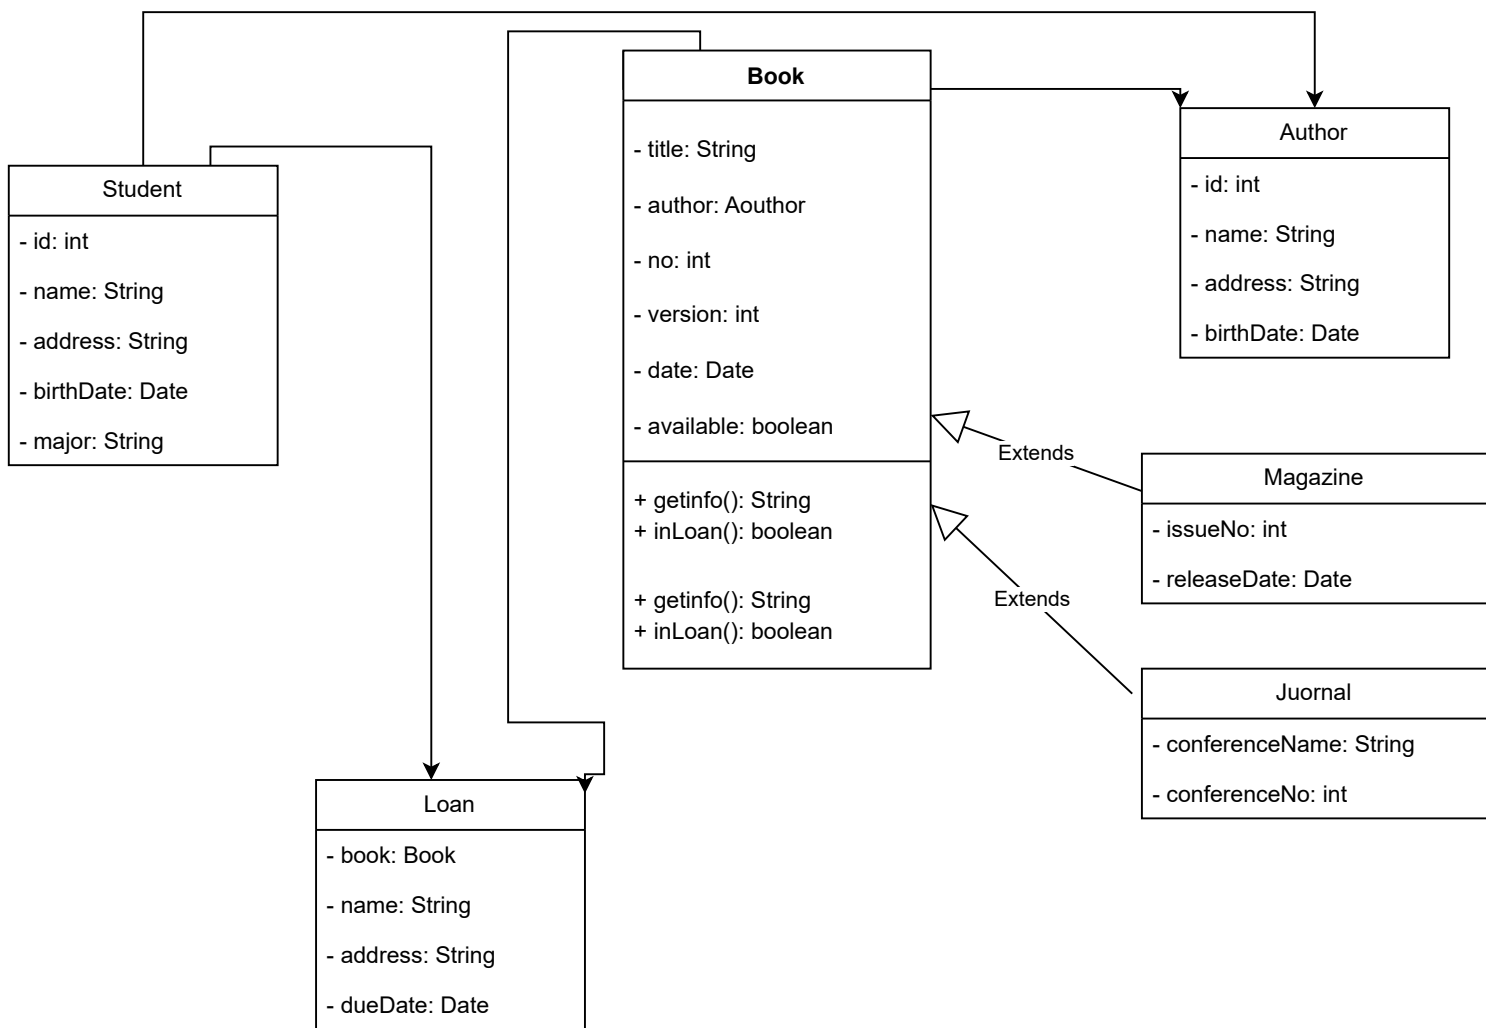 Book
- title: String
- author: Aouthor
- no: int
- version: int
- date: Date
- available: boolean
+ getinfo(): String
+ inLoan(): boolean
+ getinfo(): String
+ inLoan(): boolean
Author
- id: int
- name: String
- address: String
- birthDate: Date
Student
- id: int
- name: String
- address: String
- birthDate: Date
- major: String
Extends
Magazine
- issueNo: int
- releaseDate: Date
Extends
Juornal
- conferenceName: String
- conferenceNo: int
Loan
- book: Book
- name: String
- address: String
- dueDate: Date